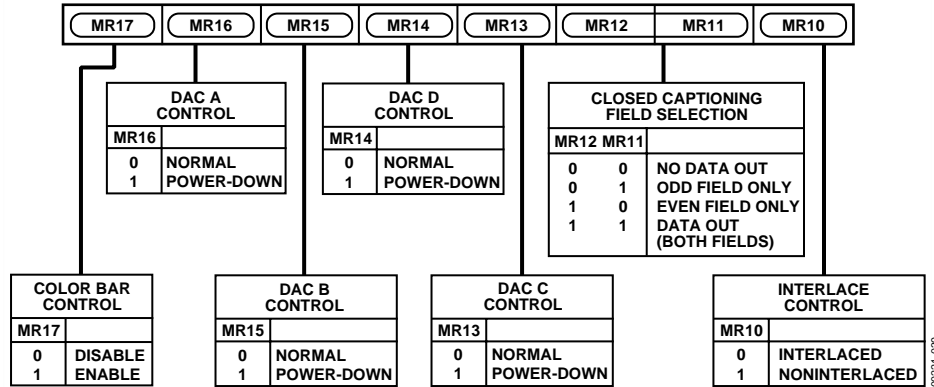 MR17 MR16 MR15 MR14 MR13 MR12 MR11 MR10
DAC A
CONTROL
MR16
0 NORMAL
1 POWER-DOWN
DAC D
CONTROL
MR14
0 NORMAL
1 POWER-DOWN
CLOSED CAPTIONING
FIELD SELECTION
MR12 MR11
0 0 NO DATA OUT
0 1 ODD FIELD ONLY
1 0 EVEN FIELD ONLY
1 1 DATA OUT
(BOTH FIELDS)
COLOR BAR
CONTROL
MR17
0 DISABLE
1 ENABLE
DAC B
CONTROL
MR15
0 NORMAL
1 POWER-DOWN
DAC C
CONTROL
MR13
0 NORMAL
1 POWER-DOWN
INTERLACE
CONTROL
MR10
0 INTERLACED
1 NONINTERLACED